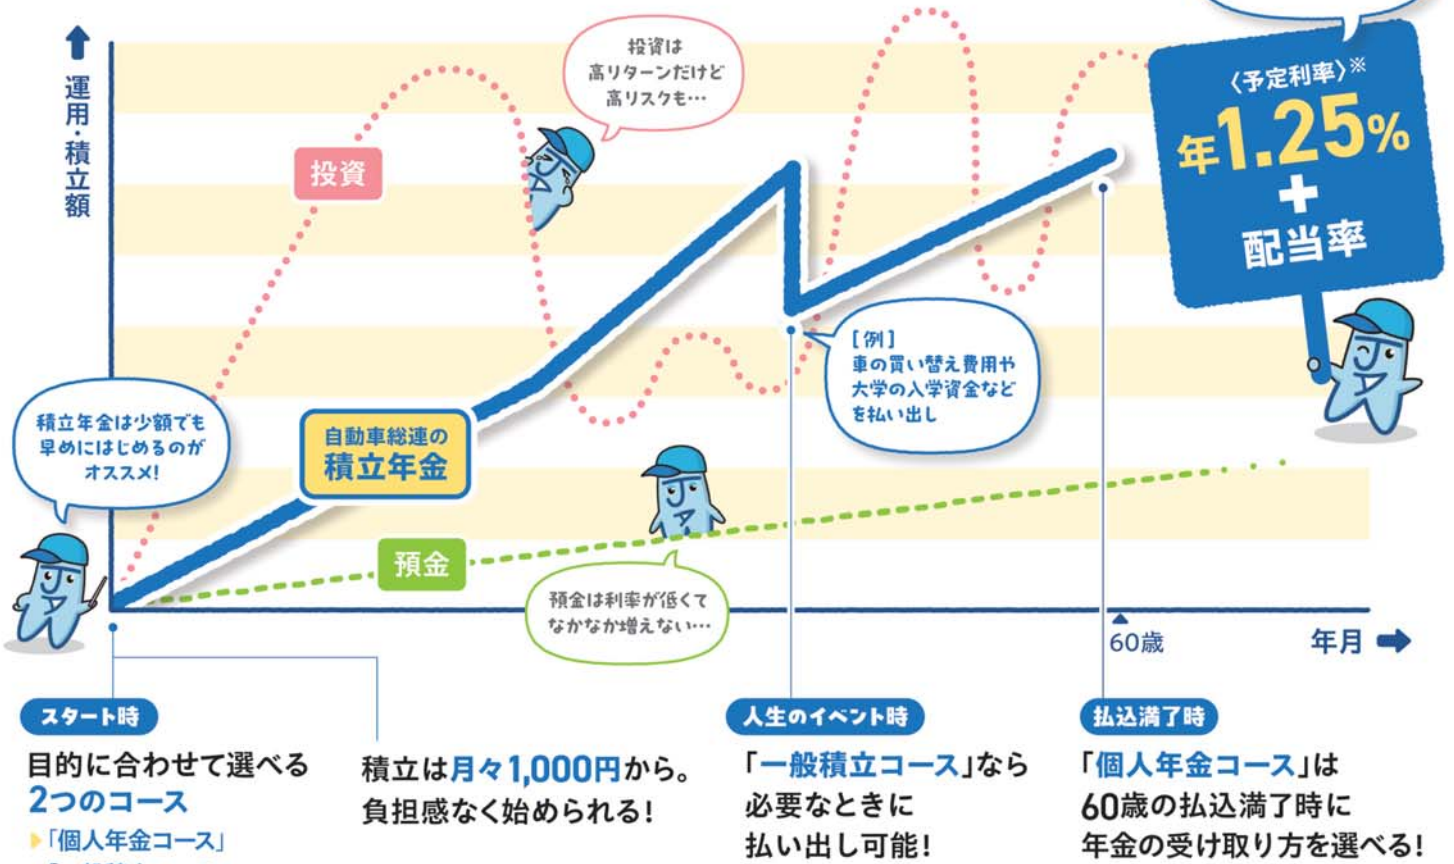 運用・積立額
投資は
高リターンだけど
高リスクも…
〈予定利率〉※
年1.25%
+
配当率
投資
[例]
車の買い替え費用や
大学の入学資金など
を払い出し
積立年金は少額でも
早めにはじめるのが
オススメ!
自動車総連の
積立年金
預金
預金は利率が低くて
なかなか増えない…
60歳
年月
スタート時
目的に合わせて選べる
2つのコース
「個人年金コース」
積立は月々1,000円から。
負担感なく始められる!
人生のイベント時
「一般積立コース」なら
必要なときに
払い出し可能!
払込満了時
「個人年金コース」は
60歳の払込満了時に
年金の受け取り方を選べる!